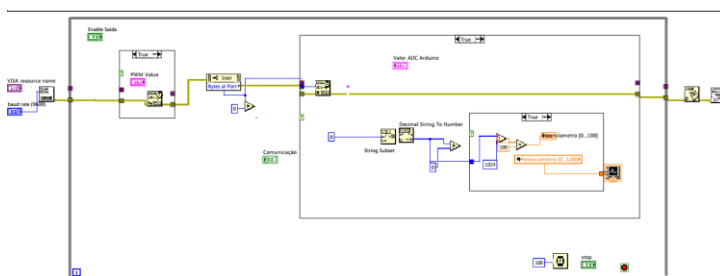 Enable Saida
True
True
PWM Value
Valor ADC Arduino
VISA resource name
Instr
Bytes at Port
baud rate (9600)
0
Decimal String To Number
True
Comunicação
0
String Subset
100
Potenciometro [0..100]
0
1024
Potenciometro [0..100]
100
stop
i